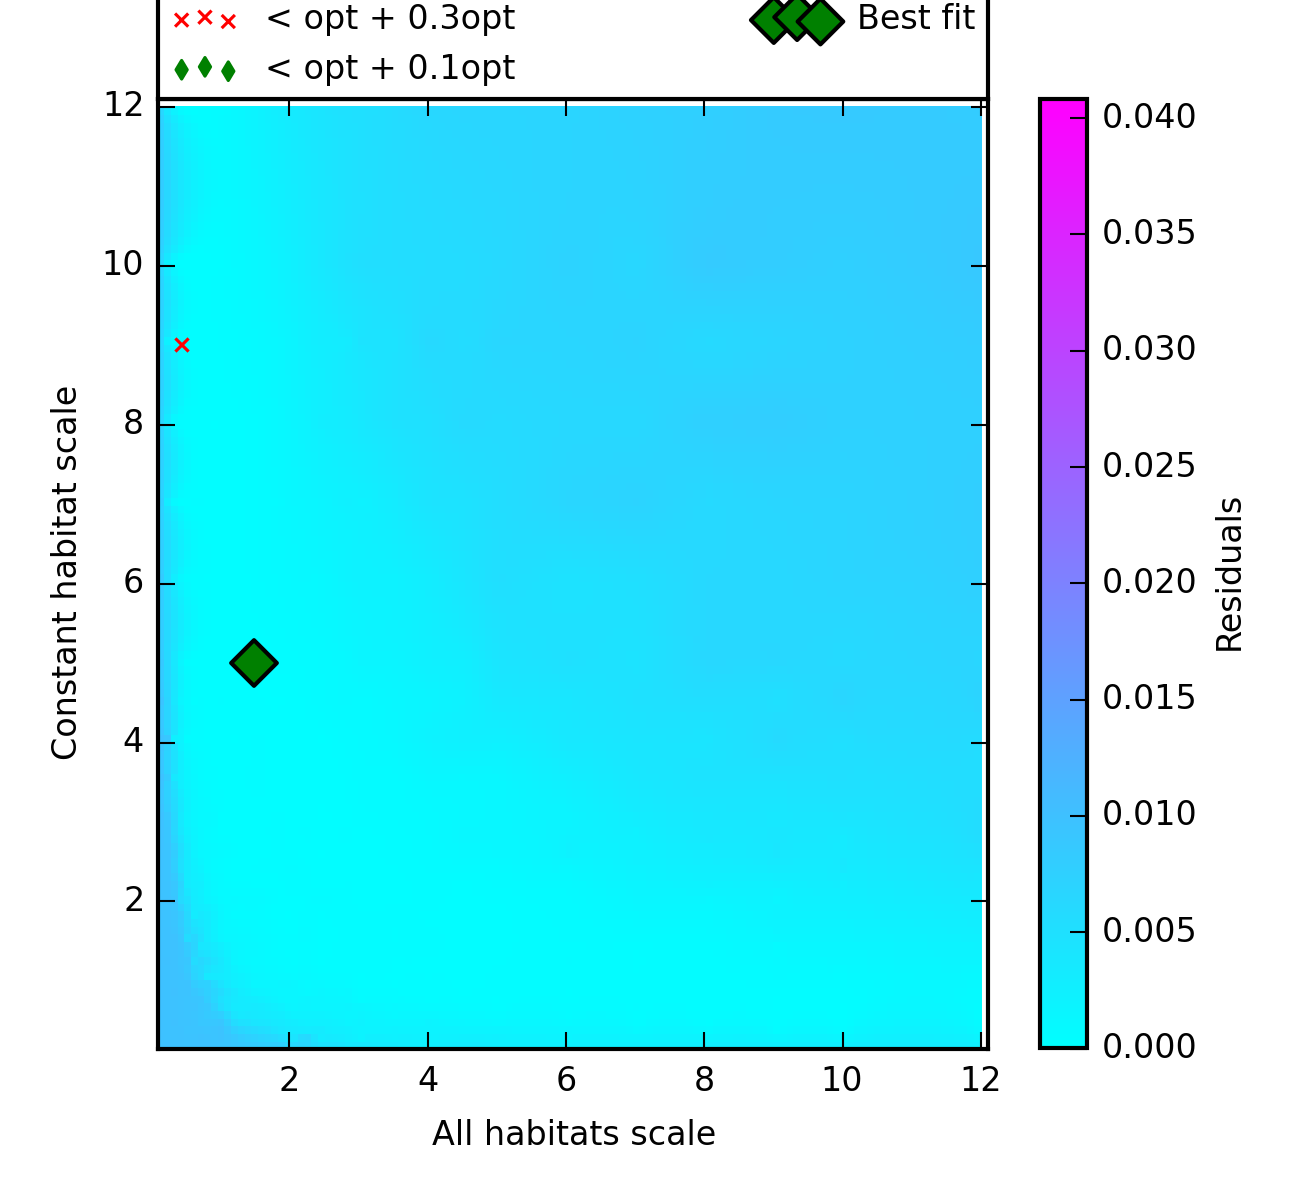 < opt + 0.3opt
Best fit
< opt + 0.1opt
12
10
8
6
4
2
Constant habitat scale
2 4 6 8 10 12
All habitats scale
0.040
0.035
0.030
0.025
0.020
0.015
0.010
0.005
0.000
Residuals